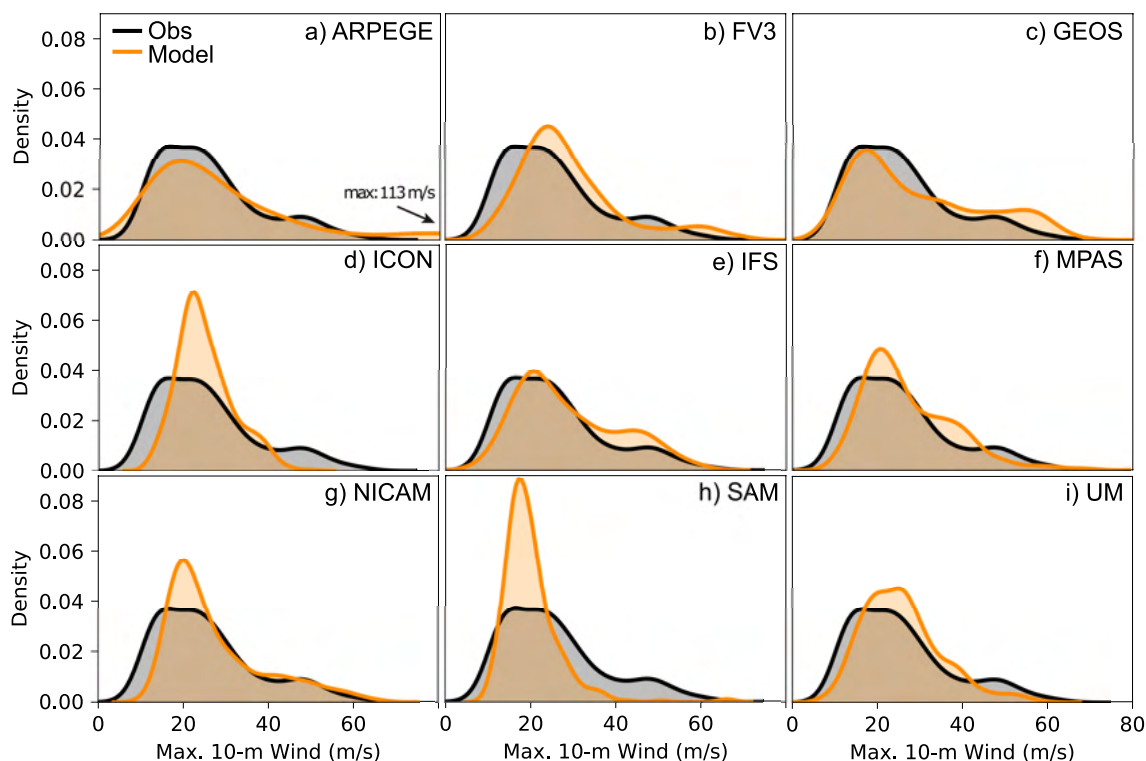 0.08
Obs
Model
a) ARPEGE
b) FV3
c) GEOS
0.06
Density
0.04
0.02
max: 113 m/s
0.00
d) ICON
e) IFS
f) MPAS
0.08
0.06
Density
0.04
0.02
0.00
g) NICAM
h) SAM
i) UM
0.08
0.06
Density
0.04
0.02
0.00
0 20 40 60 0 20 40 60 0 20 40 60 80
Max. 10-m Wind (m/s) Max. 10-m Wind (m/s) Max. 10-m Wind (m/s)